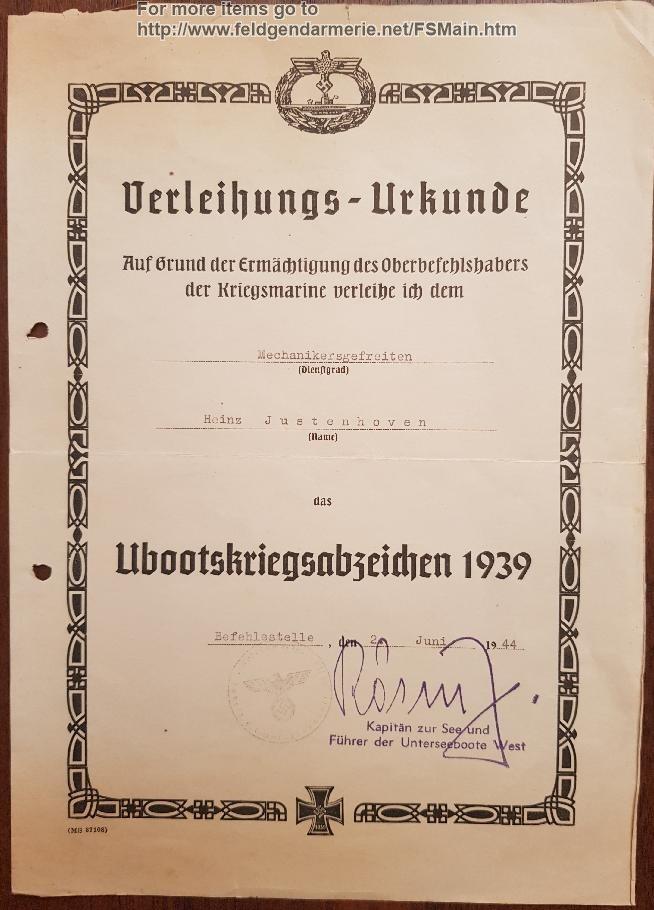 For more items go to
http://www.feldgendarmerie.net/FSMain.htm
Verleihungs-Urkunde
Auf Grund der Ermächtigung des Oberbefehlshabers
der Kriegsmarine verleihe ich dem
Mechanikersgefreiten
(Dienstgrad)
Heinz Justenhoven
(Name)
das
Ubootskriegsabzeichen 1939
Befehlsstelle, den 2. Juni 1944
Kapitän zur See und
Führer der Unterseeboote West
(MB 87108)